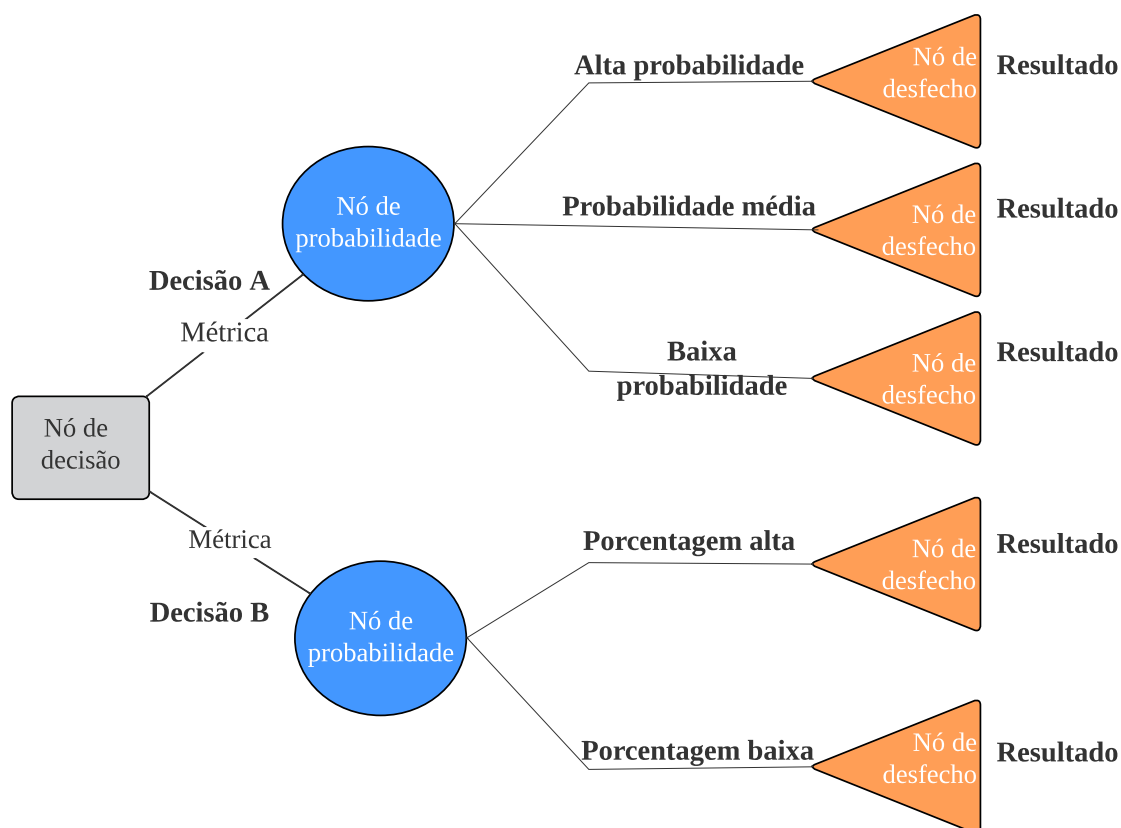 Alta probabilidade
Nó de
desfecho
Resultado
Nó de
probabilidade
Probabilidade média
Nó de
desfecho
Resultado
Decisão A
Métrica
Baixa
probabilidade
Nó de
desfecho
Resultado
Nó de
decisão
Métrica
Decisão B
Nó de
probabilidade
Porcentagem alta
Nó de
desfecho
Resultado
Porcentagem baixa
Nó de
desfecho
Resultado